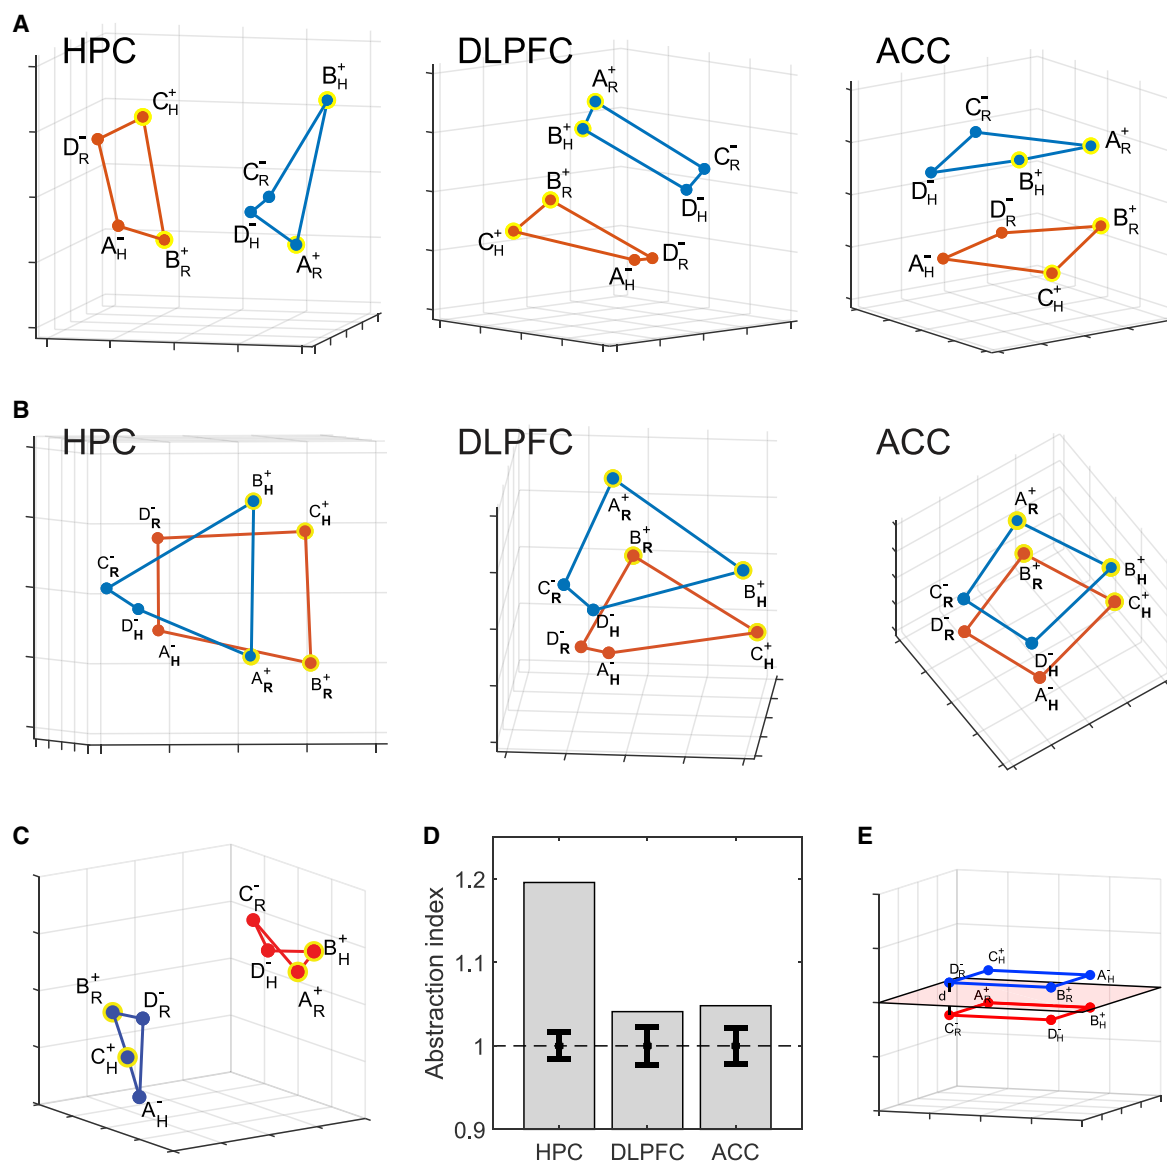 A
HPC
DLPFC
ACC
B+H
C+H
D-R
C-R
D-H
A-H
B+R
A+R
A+R
B+H
C-R
D-H
B+R
C+H
A-H
D-R
C-R
A+R
D-H
B+H
D-R
B+R
A-H
C+H
B
HPC
DLPFC
ACC
B+H
C+H
D-R
C-R
D-H
A-H
A+R
B+R
A+R
B+R
C-R
D-H
B+H
D-R
A-H
C+H
A+R
B+R
B+H
C-R
C+H
D-R
D-H
A-H
C
C-R
B+H
D-H
A+R
B+R
D-R
C+H
A-H
D
Abstraction index
1.2
1.1
1
0.9
HPC
DLPFC
ACC
E
C+H
D-R
A-H
d
A+R
B+R
C-R
D-H
B+H